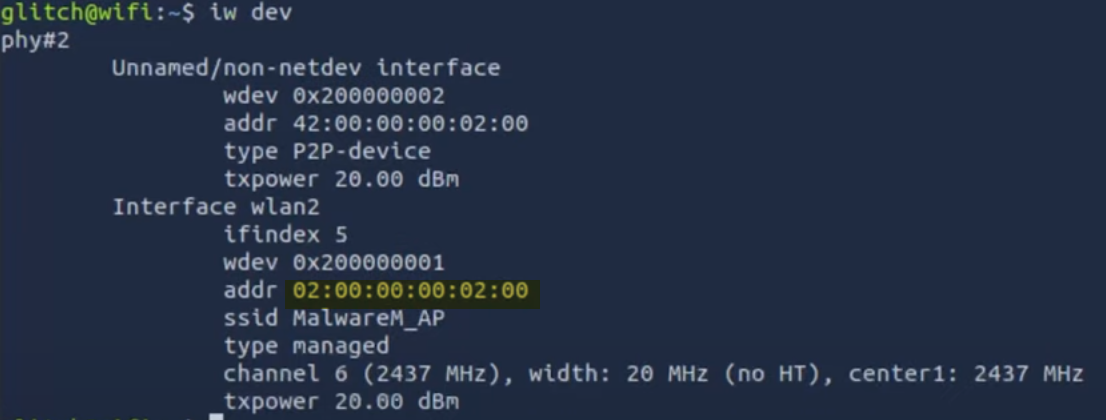 glitch@wifi:~$ iw dev
phy#2
Unnamed/non-netdev interface
wdev 0x200000002
addr 42:00:00:00:02:00
type P2P-device
txpower 20.00 dBm
Interface wlan2
ifindex 5
wdev 0x200000001
addr 02:00:00:00:02:00
ssid MalwareM_AP
type managed
channel 6 (2437 MHz), width: 20 MHz (no HT), center1: 2437 MHz
txpower 20.00 dBm